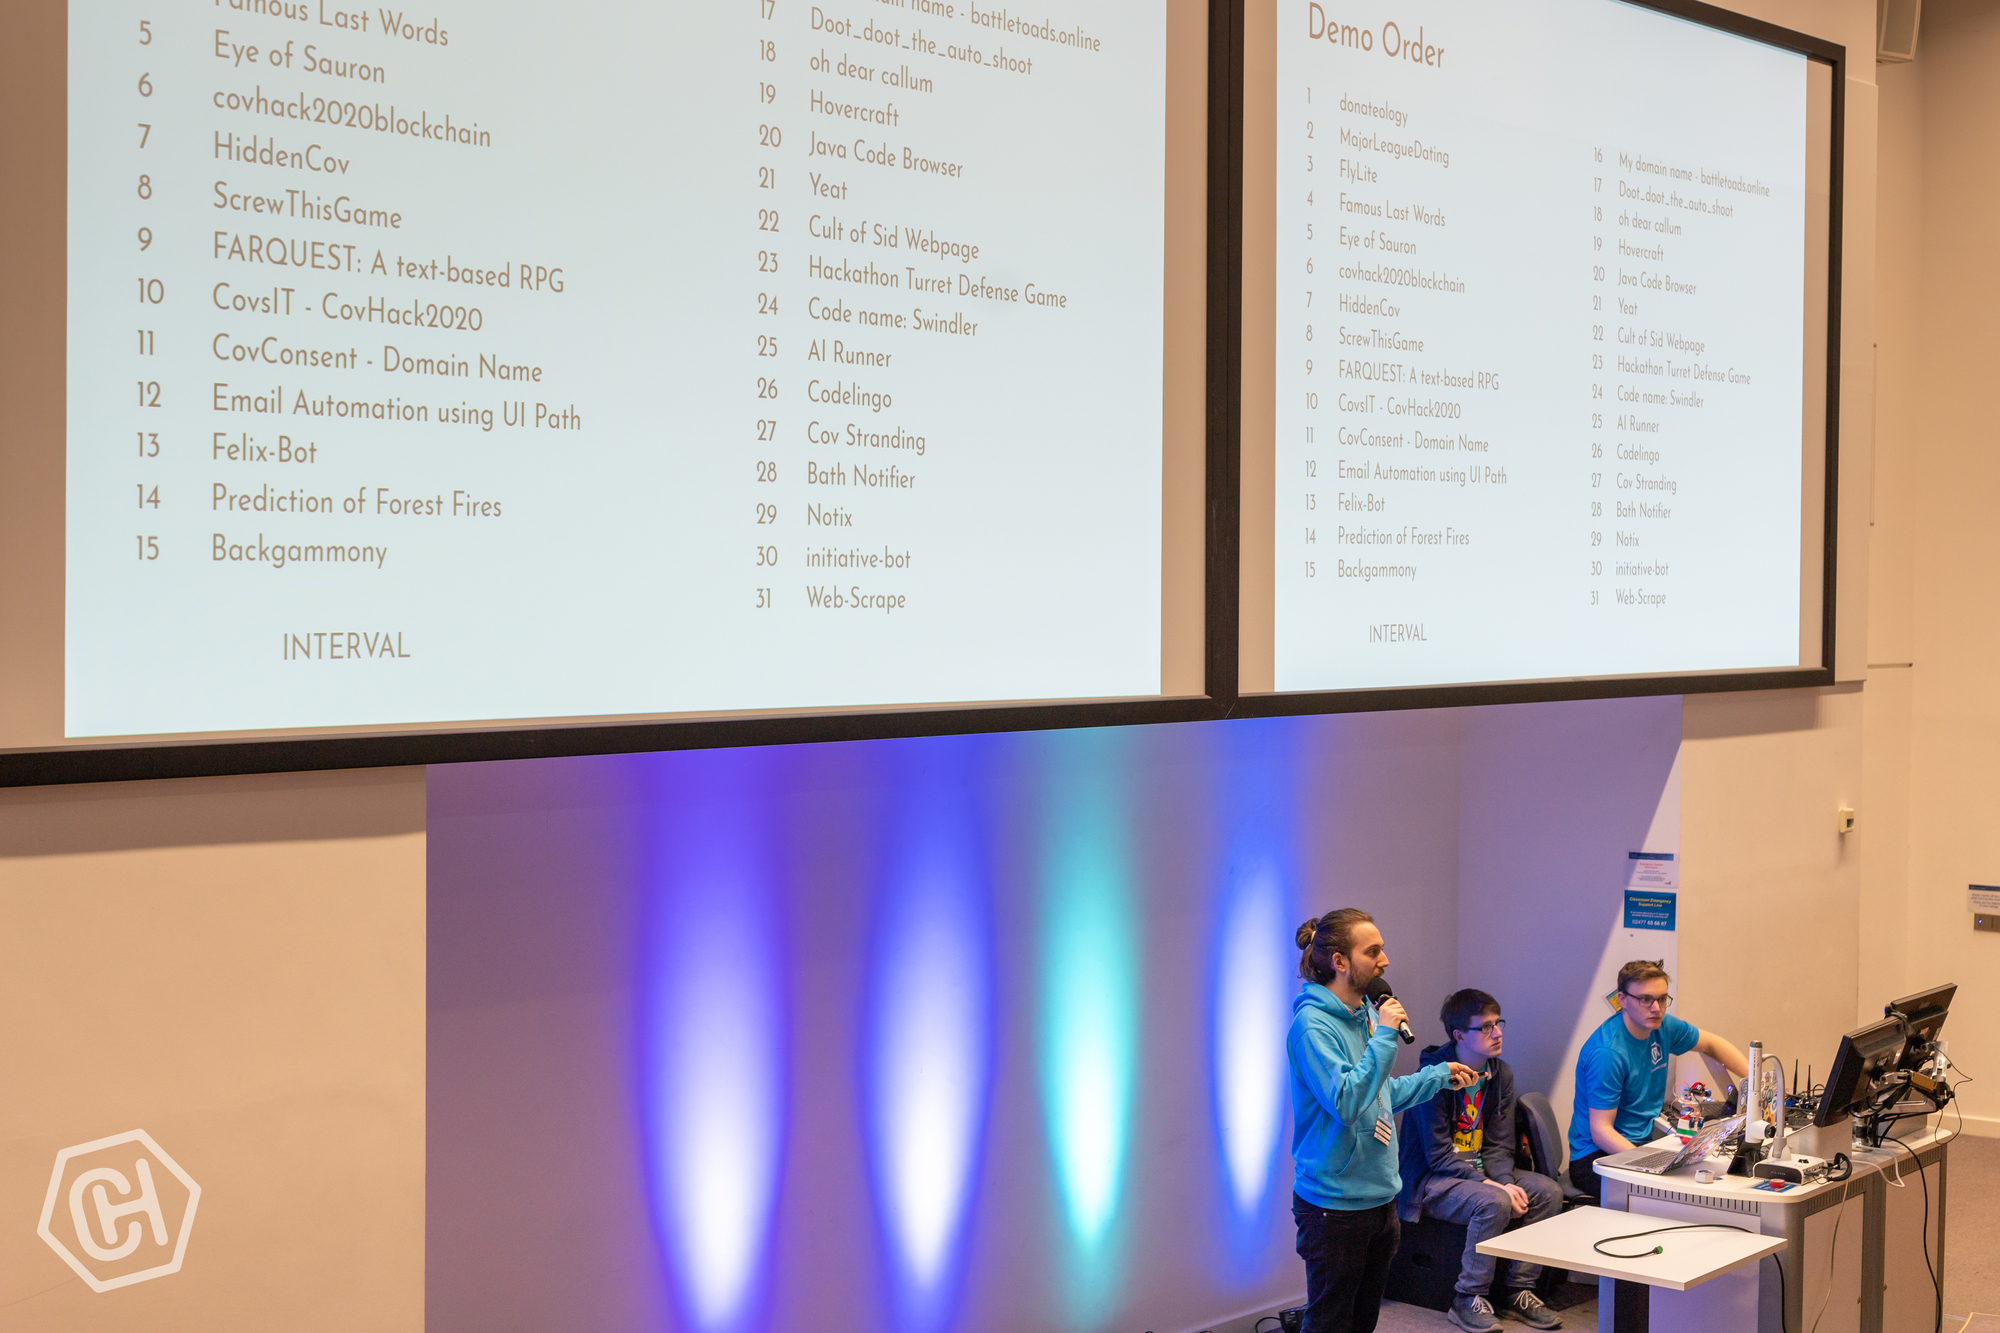 Famous Last Words
5 Eye of Sauron
6 covhack2020blockchain
7 HiddenCov
8 ScrewThisGame
9 FARQUEST: A text-based RPG
10 CovsIT - CovHack2020
11 CovConsent - Domain Name
12 Email Automation using UI Path
13 Felix-Bot
14 Prediction of Forest Fires
15 Backgammony
INTERVAL
name - battletoads.online
17 Doot_doot_the_auto_shoot
18 oh dear callum
19 Hovercraft
20 Java Code Browser
21 Yeat
22 Cult of Sid Webpage
23 Hackathon Turret Defense Game
24 Code name: Swindler
25 AI Runner
26 Codelingo
27 Cov Stranding
28 Bath Notifier
29 Notix
30 initiative-bot
31 Web-Scrape
Demo Order
1 donateology
2 MajorLeagueDating
3 FlyLite
4 Famous Last Words
5 Eye of Sauron
6 covhack2020blockchain
7 HiddenCov
8 ScrewThisGame
9 FARQUEST: A text-based RPG
10 CovsIT - CovHack2020
11 CovConsent - Domain Name
12 Email Automation using UI Path
13 Felix-Bot
14 Prediction of Forest Fires
15 Backgammony
INTERVAL
16 My domain name - battletoads.online
17 Doot_doot_the_auto_shoot
18 oh dear callum
19 Hovercraft
20 Java Code Browser
21 Yeat
22 Cult of Sid Webpage
23 Hackathon Turret Defense Game
24 Code name: Swindler
25 AI Runner
26 Codelingo
27 Cov Stranding
28 Bath Notifier
29 Notix
30 initiative-bot
31 Web-Scrape
Classroom Emergency
Support Line
CH